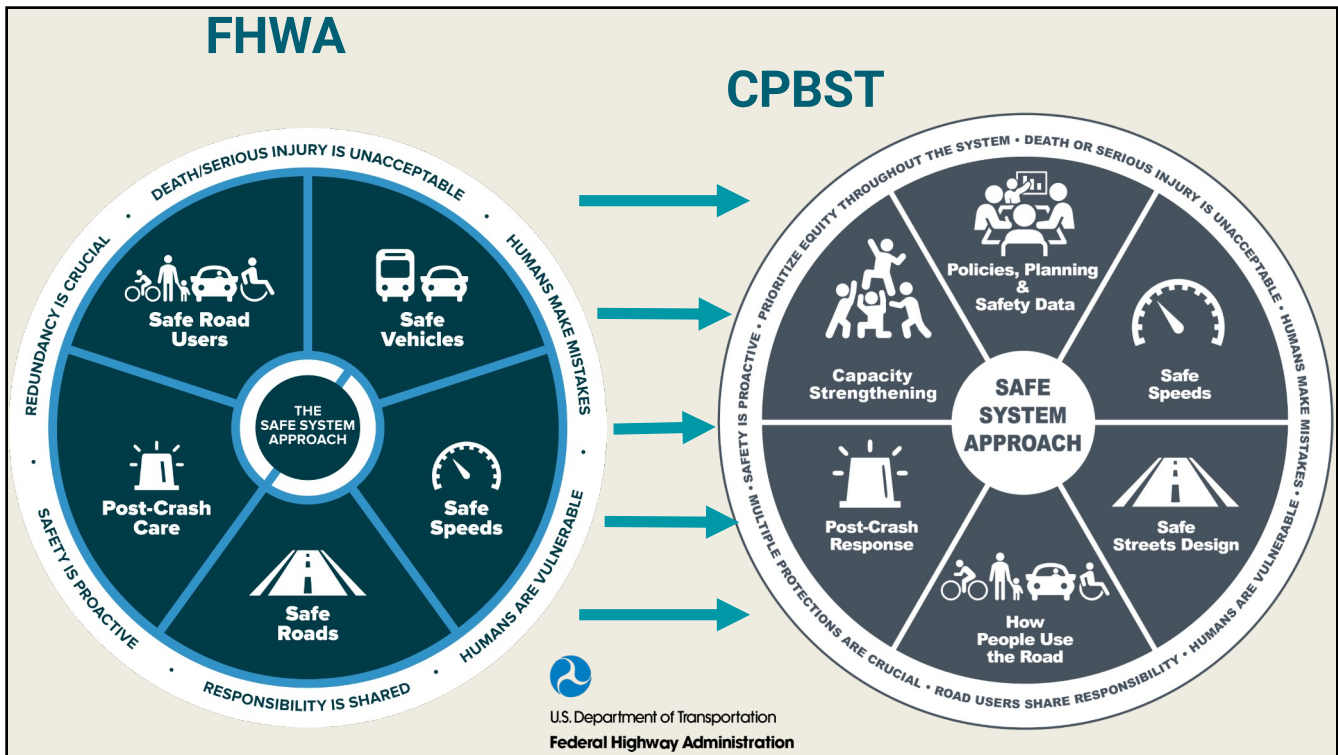 FHWA
DEATH/SERIOUS INJURY IS UNACCEPTABLE • HUMANS MAKE MISTAKES • HUMANS ARE VULNERABLE • RESPONSIBILITY IS SHARED • SAFETY IS PROACTIVE • REDUNDANCY IS CRUCIAL •
Safe Road
Users
Safe
Vehicles
THE
SAFE SYSTEM
APPROACH
Post-Crash
Care
Safe
Speeds
Safe
Roads
CPBST
PRIORITIZE EQUITY THROUGHOUT THE SYSTEM • DEATH OR SERIOUS INJURY IS UNACCEPTABLE • HUMANS MAKE MISTAKES • HUMANS ARE VULNERABLE • ROAD USERS SHARE RESPONSIBILITY • MULTIPLE PROTECTIONS ARE CRUCIAL • SAFETY IS PROACTIVE •
Policies, Planning
&
Safety Data
Capacity
Strengthening
Safe
Speeds
SAFE
SYSTEM
APPROACH
Post-Crash
Response
Safe
Streets Design
How
People Use
the Road
U.S. Department of Transportation
Federal Highway Administration